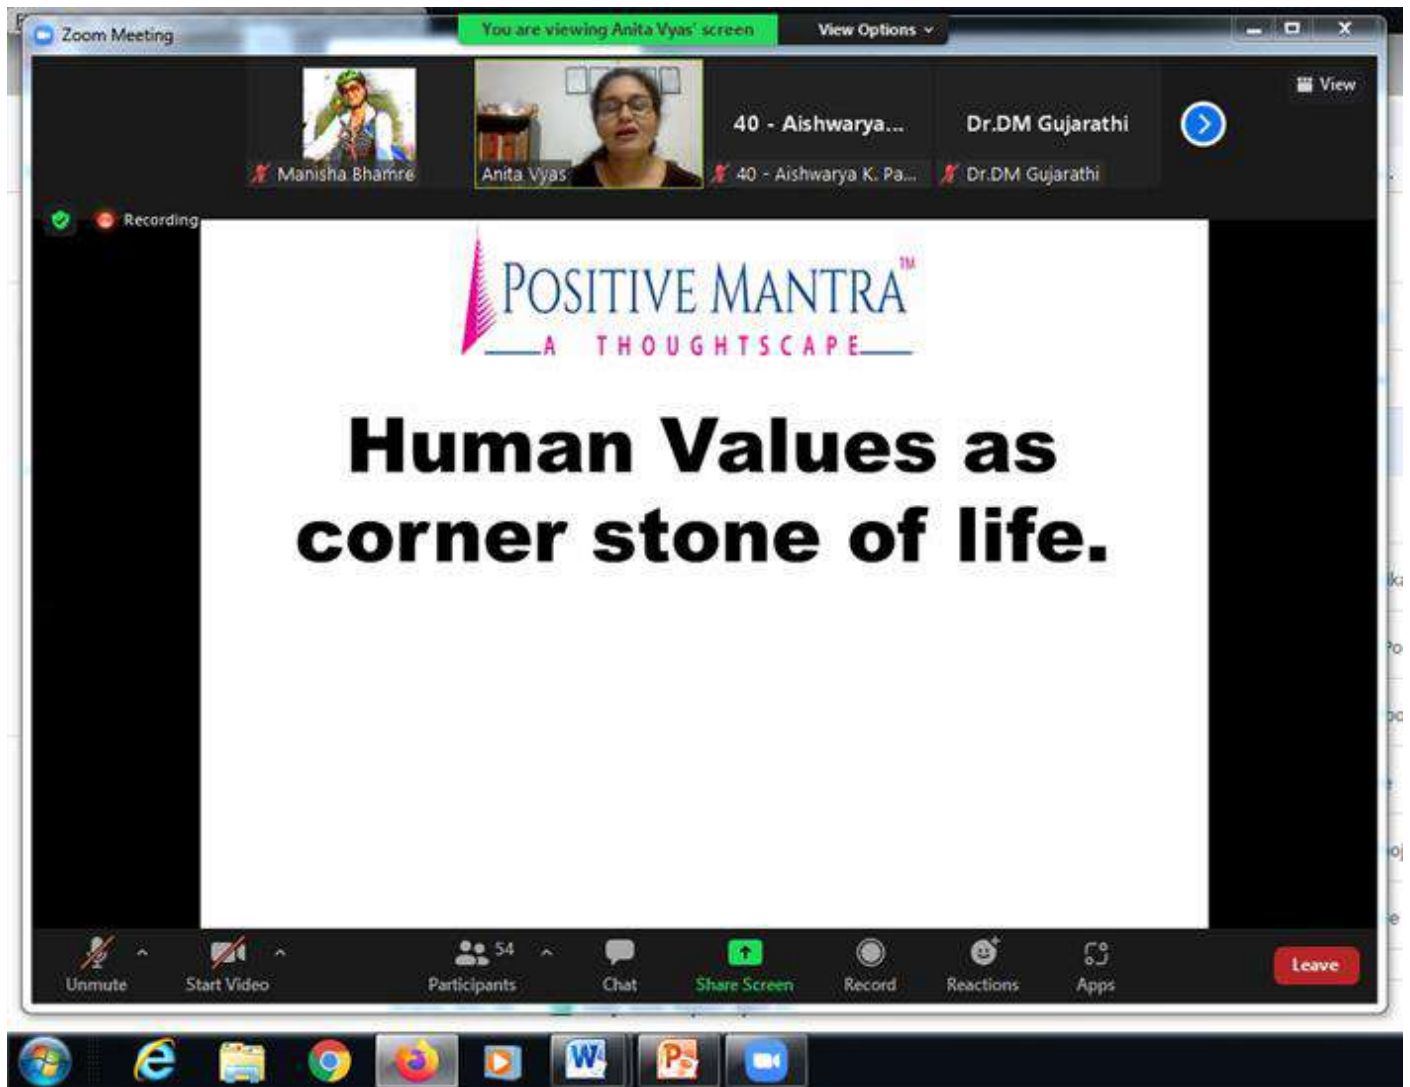 Zoom Meeting
You are viewing Anita Vyas' screen
View Options
View
40 - Aishwarya...
Dr.DM Gujarathi
Manisha Bhamre
Anita Vyas
40 - Aishwarya K. Pa...
Dr.DM Gujarathi
Recording
POSITIVE MANTRA™
A THOUGHTSCAPE
Human Values as
corner stone of life.
54
Unmute
Start Video
Participants
Chat
Share Screen
Record
Reactions
Apps
Leave